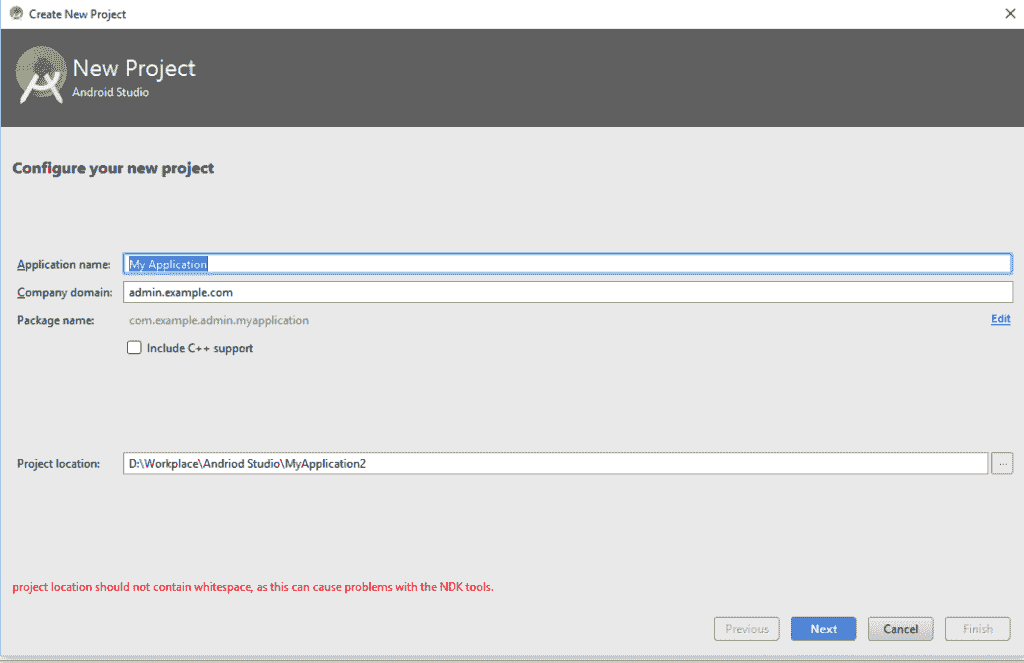 Create New Project
New Project
Android Studio
Configure your new project
Application name: My Application
Company domain: admin.example.com
Package name: com.example.admin.myapplication Edit
Include C++ support
Project location: D:\Workplace\Andriod Studio\MyApplication2 ...
project location should not contain whitespace, as this can cause problems with the NDK tools.
Previous Next Cancel Finish